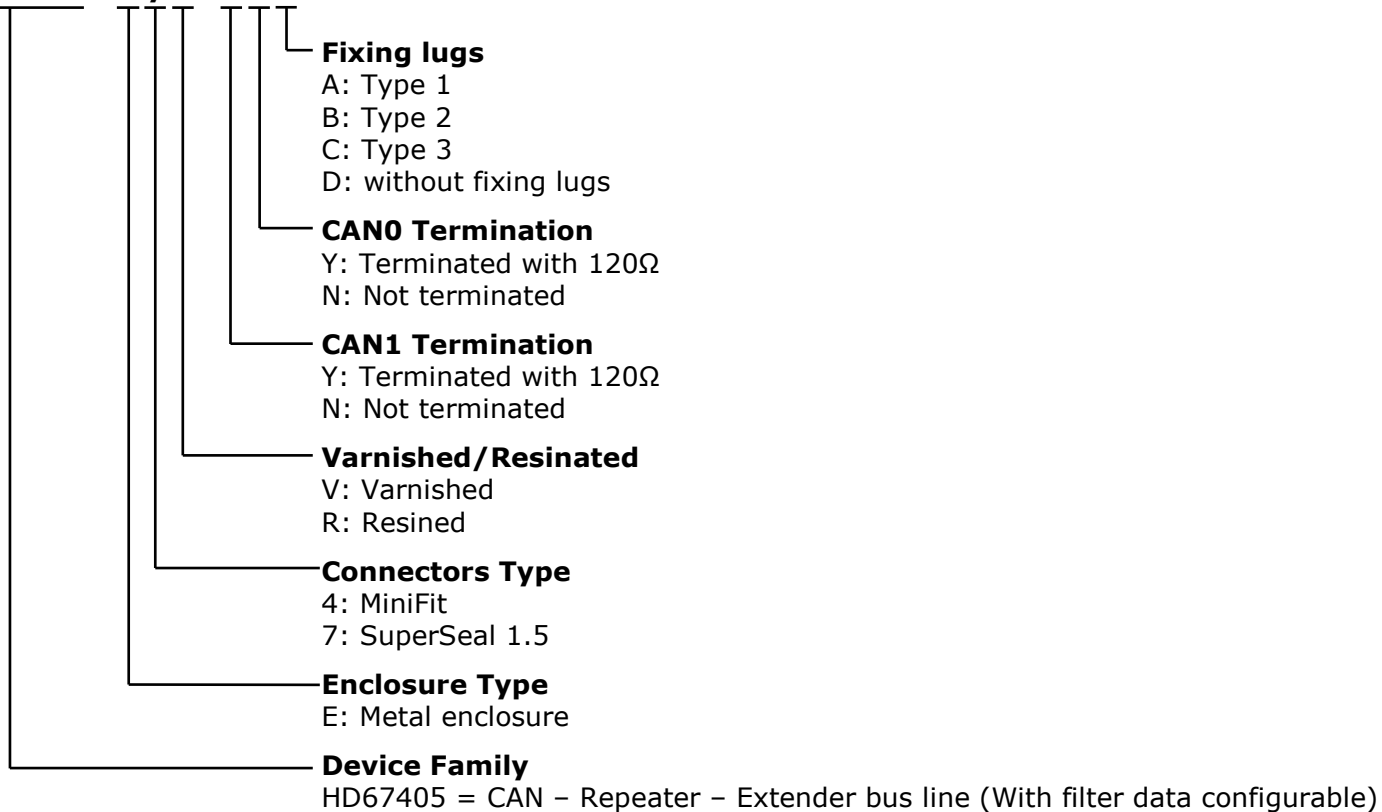 Fixing lugs
A: Type 1
B: Type 2
C: Type 3
D: without fixing lugs
CAN0 Termination
Y: Terminated with 120Ω
N: Not terminated
CAN1 Termination
Y: Terminated with 120Ω
N: Not terminated
Varnished/Resinated
V: Varnished
R: Resined
Connectors Type
4: MiniFit
7: SuperSeal 1.5
Enclosure Type
E: Metal enclosure
Device Family
HD67405 = CAN – Repeater – Extender bus line (With filter data configurable)